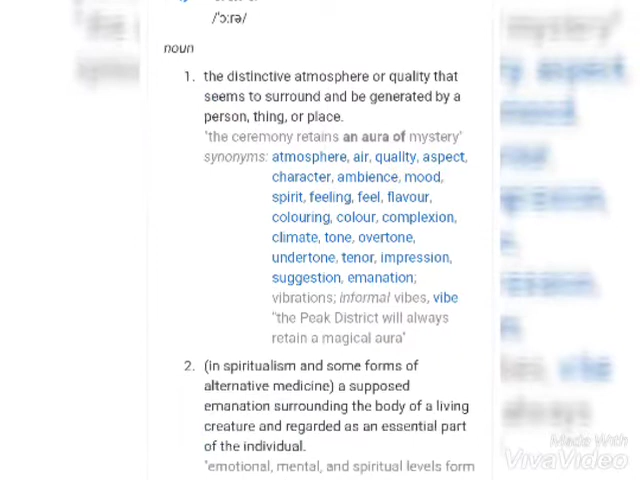 /ˈɔːrə/
noun
1. the distinctive atmosphere or quality that
seems to surround and be generated by a
person, thing, or place.
"the ceremony retains an aura of mystery"
synonyms: atmosphere, air, quality, aspect,
character, ambience, mood,
spirit, feeling, feel, flavour,
colouring, colour, complexion,
climate, tone, overtone,
undertone, tenor, impression,
suggestion, emanation;
vibrations; informal vibes, vibe
"the Peak District will always
retain a magical aura"
2. (in spiritualism and some forms of
alternative medicine) a supposed
emanation surrounding the body of a living
creature and regarded as an essential part
of the individual.
"emotional, mental, and spiritual levels form
Made With
VivaVideo